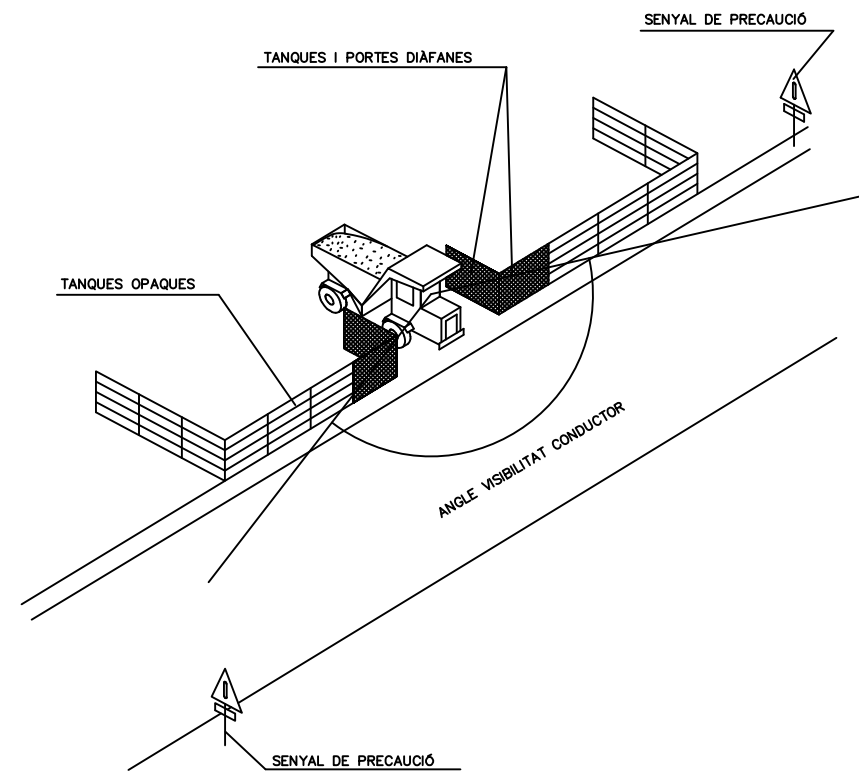 SENYAL DE PRECAUCIÓ
TANQUES I PORTES DIÀFANES
TANQUES OPAQUES
ANGLE VISIBILITAT CONDUCTOR
SENYAL DE PRECAUCIÓ